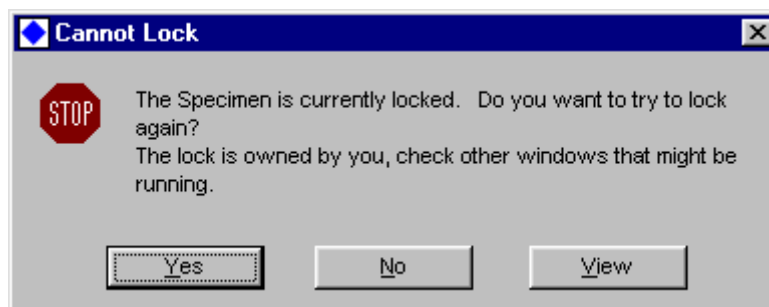 Cannot Lock
STOP
The Specimen is currently locked.   Do you want to try to lock
again?
The lock is owned by you, check other windows that might be
running.
Yes
No
View